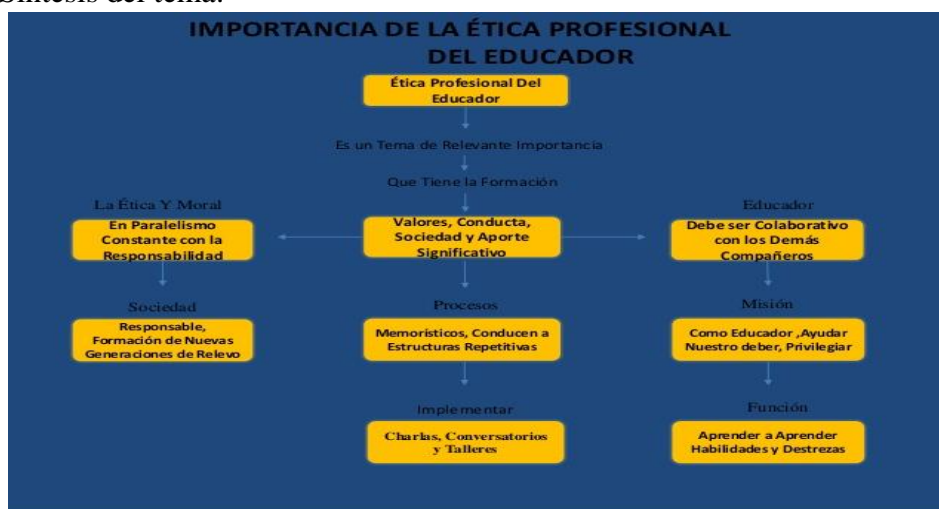 Síntesis del tema:
IMPORTANCIA DE LA ÉTICA PROFESIONAL
DEL EDUCADOR
Ética Profesional Del
Educador
Es un Tema de Relevante Importancia
Que Tiene la Formación
La Ética Y Moral
En Paralelismo
Constante con la
Responsabilidad
Sociedad
Responsable,
Formación de Nuevas
Generaciones de Relevo
Valores, Conducta,
Sociedad y Aporte
Significativo
Procesos
Memorísticos, Conducen a
Estructuras Repetitivas
Implementar
Charlas, Conversatorios
y Talleres
Educador
Debe ser Colaborativo
con los Demás
Compañeros
Misión
Como Educador ,Ayudar
Nuestro deber, Privilegiar
Función
Aprender a Aprender
Habilidades y Destrezas